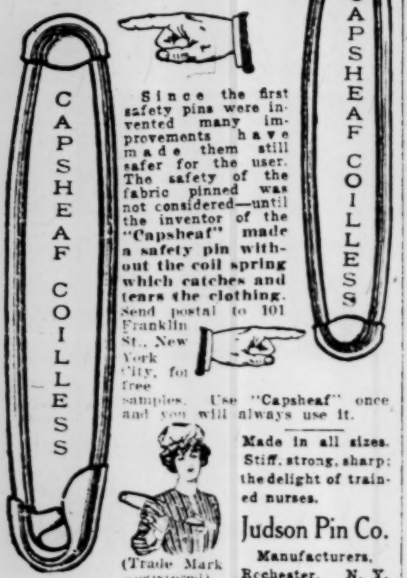 CAPSHEAF COILLESS
CAPSHEAF COILLESS
Since the first
safety pins were in-
vented many im-
provements have
made them still
safer for the user.
The safety of the
fabric pinned was
not considered—until
the inventor of the
"Capsheaf" made
a safety pin with-
out the coil spring
which catches and
tears the clothing.
Send postal to 101
Franklin
St., New
York
City, for
free
samples. Use "Capsheaf" once
and you will always use it.
Made in all sizes.
Stiff, strong, sharp;
the delight of train-
ed nurses.
Judson Pin Co.
Manufacturers,
Rochester, N. Y.
(Trade Mark